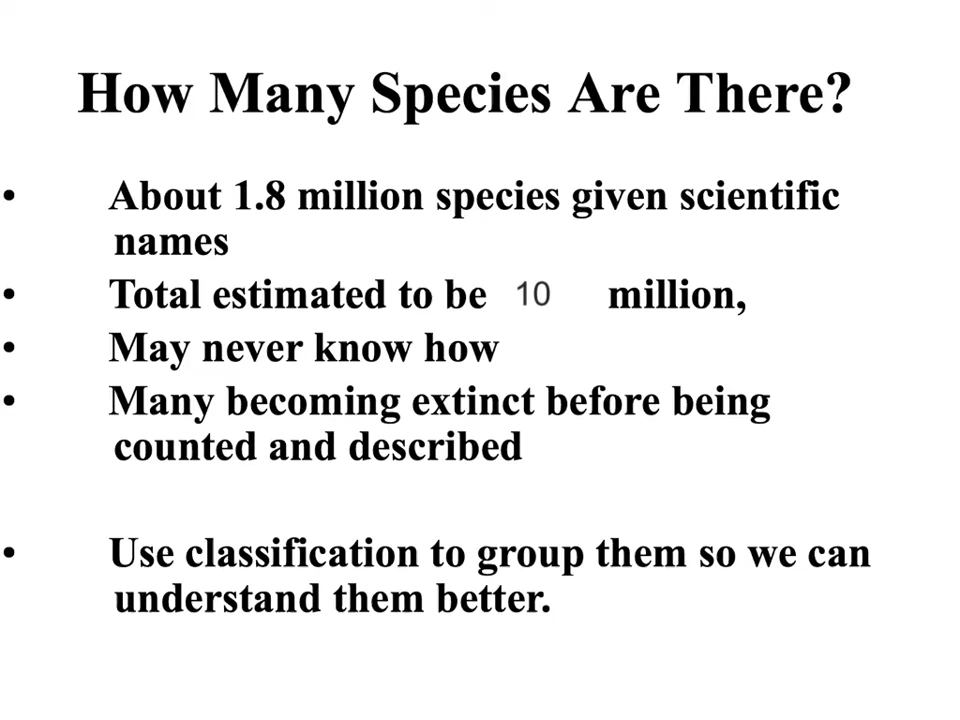 How Many Species Are There?
• About 1.8 million species given scientific
names
• Total estimated to be 10 million,
• May never know how
• Many becoming extinct before being
counted and described
• Use classification to group them so we can
understand them better.